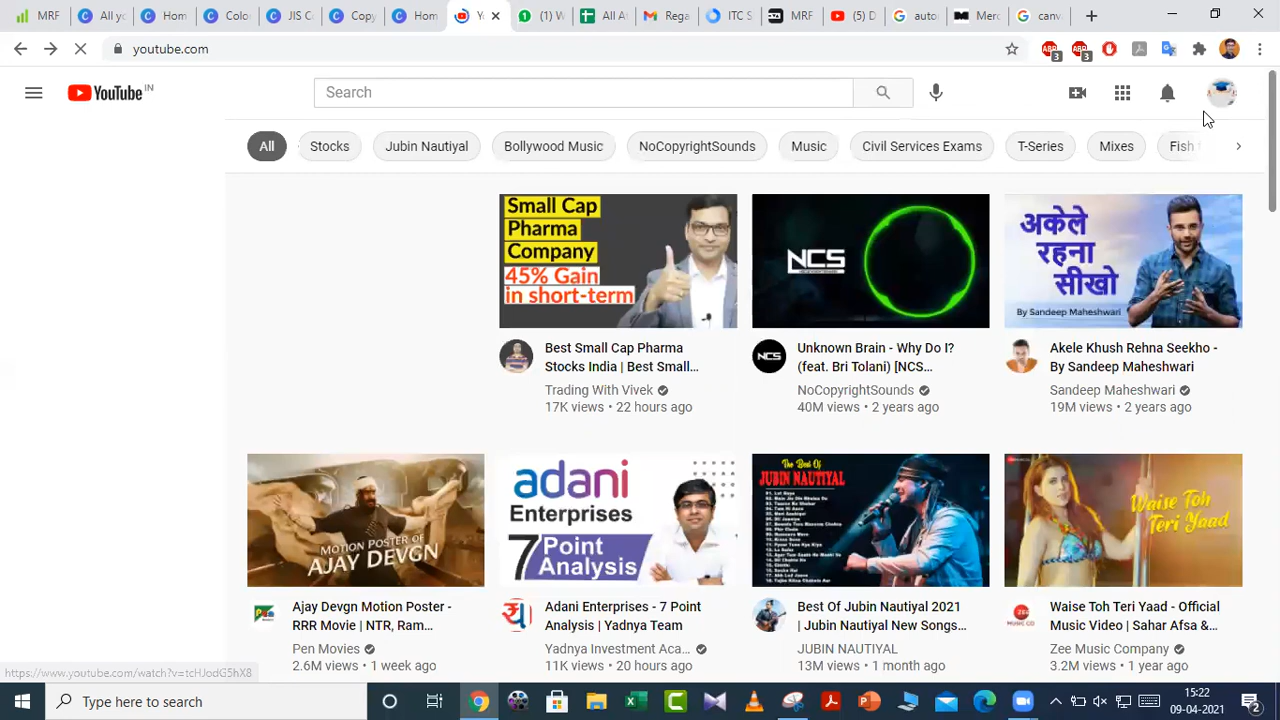 MRF
All yo
Hom
Colo
JIS Co
Copy
Hom
Yo
(1) W
All A
Rega
ITC S
MRF
(5) D
auto
Merc
canv
youtube.com
3
3
YouTube IN
Search
All
Stocks
Jubin Nautiyal
Bollywood Music
NoCopyrightSounds
Music
Civil Services Exams
T-Series
Mixes
Fish
Small Cap
Pharma
Company
45% Gain
in short-term
NCS
अकेले
रहना
सीखो
By Sandeep Maheshwari
Best Small Cap Pharma
Stocks India | Best Small...
Trading With Vivek
17K views • 22 hours ago
NCS
Unknown Brain - Why Do I?
(feat. Bri Tolani) [NCS...
NoCopyrightSounds
40M views • 2 years ago
Akele Khush Rehna Seekho -
By Sandeep Maheshwari
Sandeep Maheshwari
19M views • 2 years ago
MOTION POSTER OF
AJAY DEVGN
adani
Enterprises
7 Point
Analysis
The Best Of
JUBIN NAUTIYAL
Waise Toh
Teri Yaad
Ajay Devgn Motion Poster -
RRR Movie | NTR, Ram...
Pen Movies
2.6M views • 1 week ago
Adani Enterprises - 7 Point
Analysis | Yadnya Team
Yadnya Investment Aca...
11K views • 20 hours ago
Best Of Jubin Nautiyal 2021
| Jubin Nautiyal New Songs...
JUBIN NAUTIYAL
13M views • 1 month ago
ZEE
MUSIC CO
Waise Toh Teri Yaad - Official
Music Video | Sahar Afsa &...
Zee Music Company
3.2M views • 1 year ago
https://www.youtube.com/watch?v=tcHJodG5hX8
Type here to search
15:22
09-04-2021
2